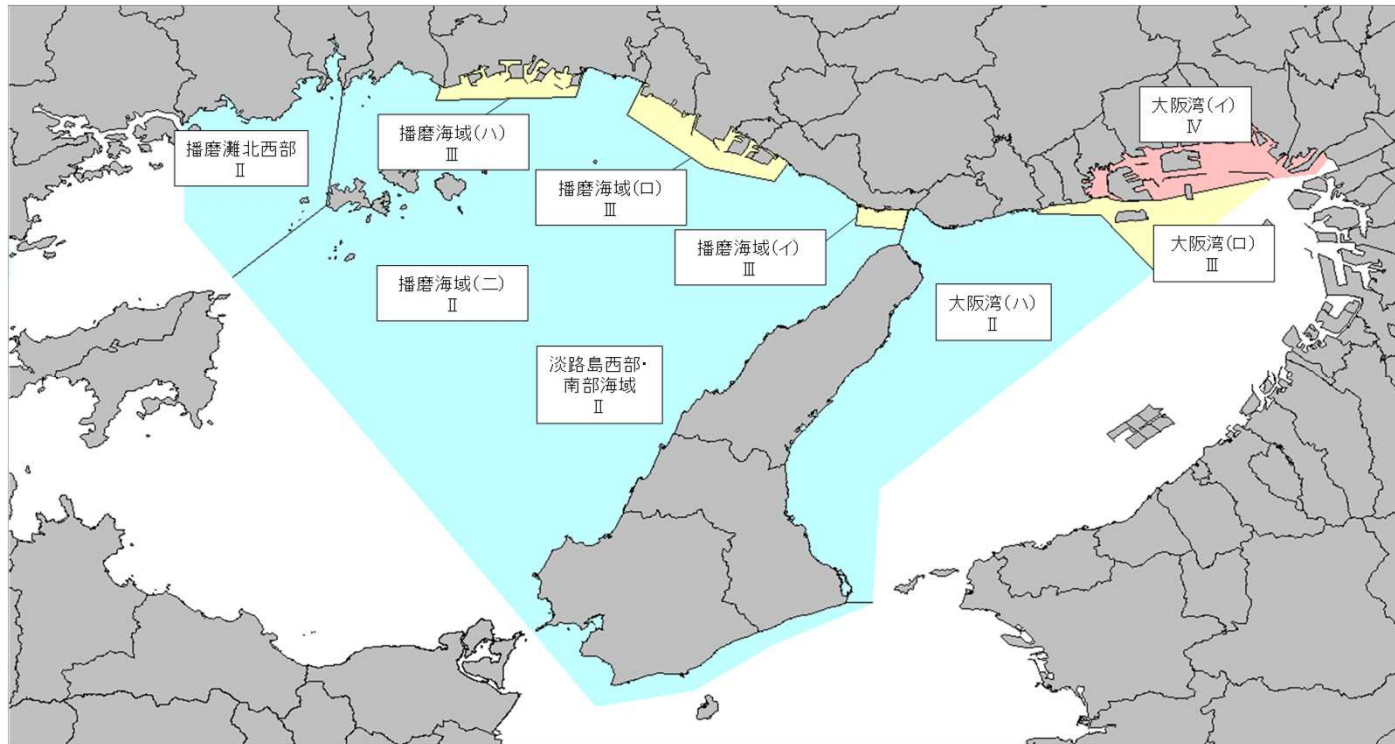 大阪湾(イ)
Ⅳ
播磨海域(ハ)
Ⅲ
播磨灘北西部
Ⅱ
播磨海域(ロ)
Ⅲ
播磨海域(イ)
Ⅲ
大阪湾(ロ)
Ⅲ
播磨海域(二)
Ⅱ
大阪湾(ハ)
Ⅱ
淡路島西部・
南部海域
Ⅱ